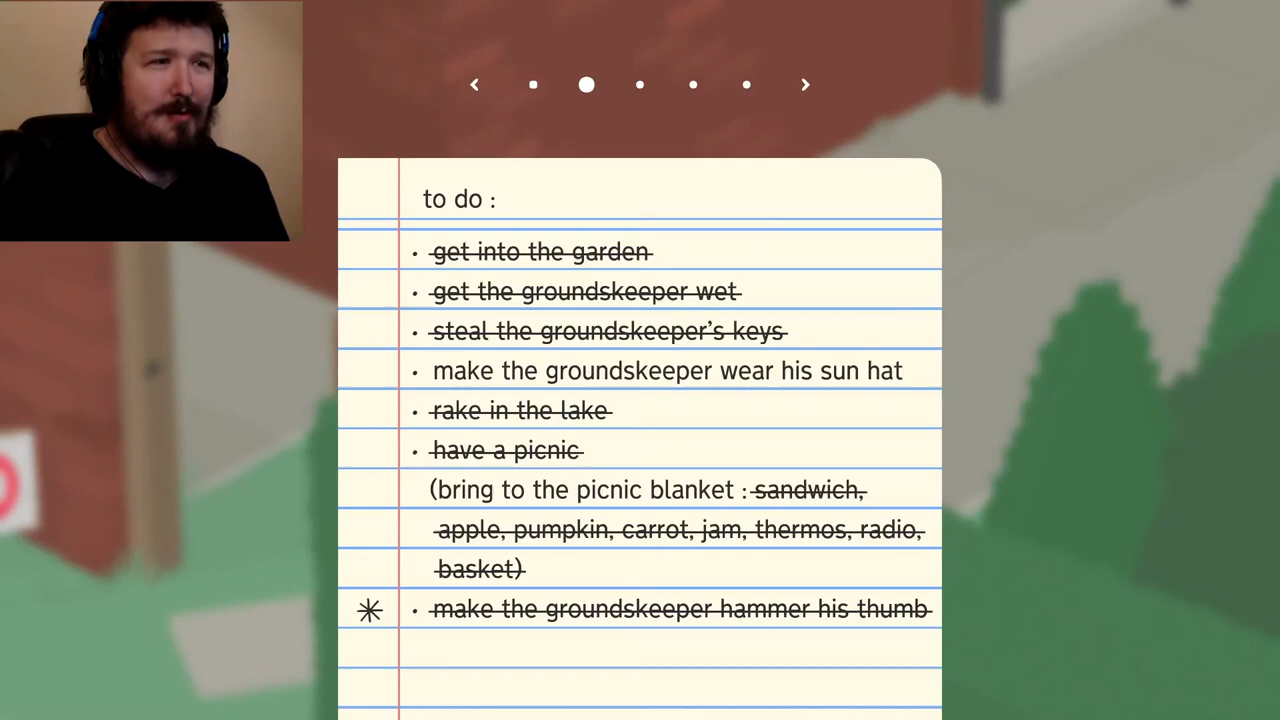 to do :
· get into the garden
· get the groundskeeper wet
· steal the groundskeeper's keys
· make the groundskeeper wear his sun hat
· rake in the lake
· have a picnic
(bring to the picnic blanket : sandwich,
apple, pumpkin, carrot, jam, thermos, radio,
basket)
· make the groundskeeper hammer his thumb